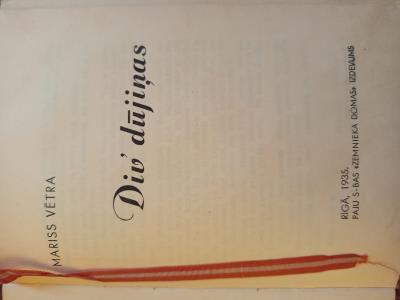 MARISS VĒTRA
Div' dūjiņas
RĪGĀ, 1935.
PAJU S-BAS «ZEMNIEKA DOMAS» IZDEVUMS